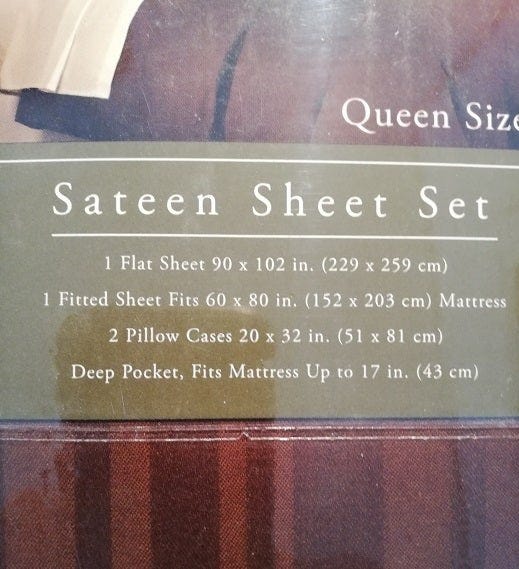 Queen Size
Sateen Sheet Set
1 Flat Sheet 90 x 102 in. (229 x 259 cm)
1 Fitted Sheet Fits 60 x 80 in. (152 x 203 cm) Mattress
2 Pillow Cases 20 x 32 in. (51 x 81 cm)
Deep Pocket, Fits Mattress Up to 17 in. (43 cm)